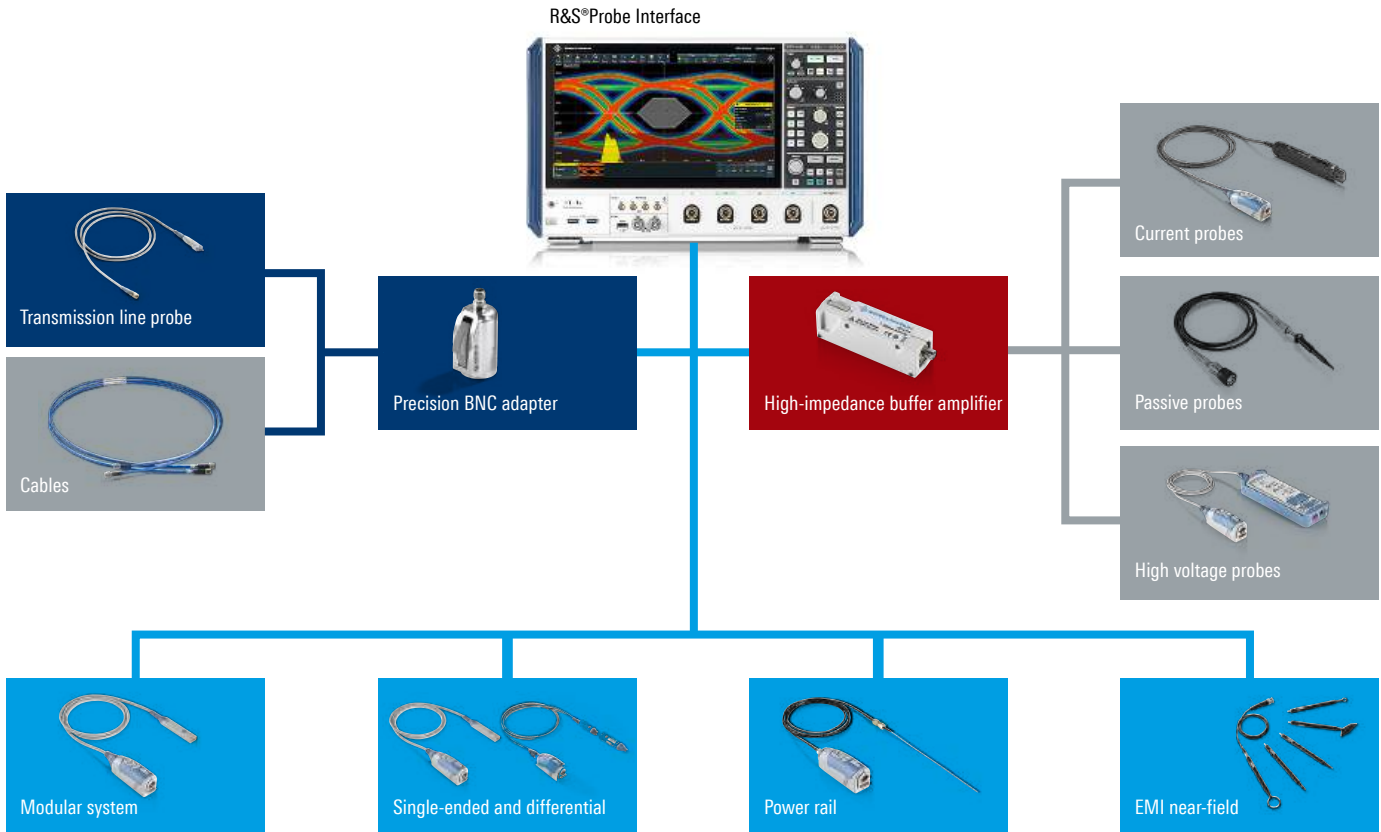 R&S®Probe Interface
Current probes
Transmission line probe
Precision BNC adapter
High-impedance buffer amplifier
Passive probes
Cables
High voltage probes
Modular system
Single-ended and differential
Power rail
EMI near-field